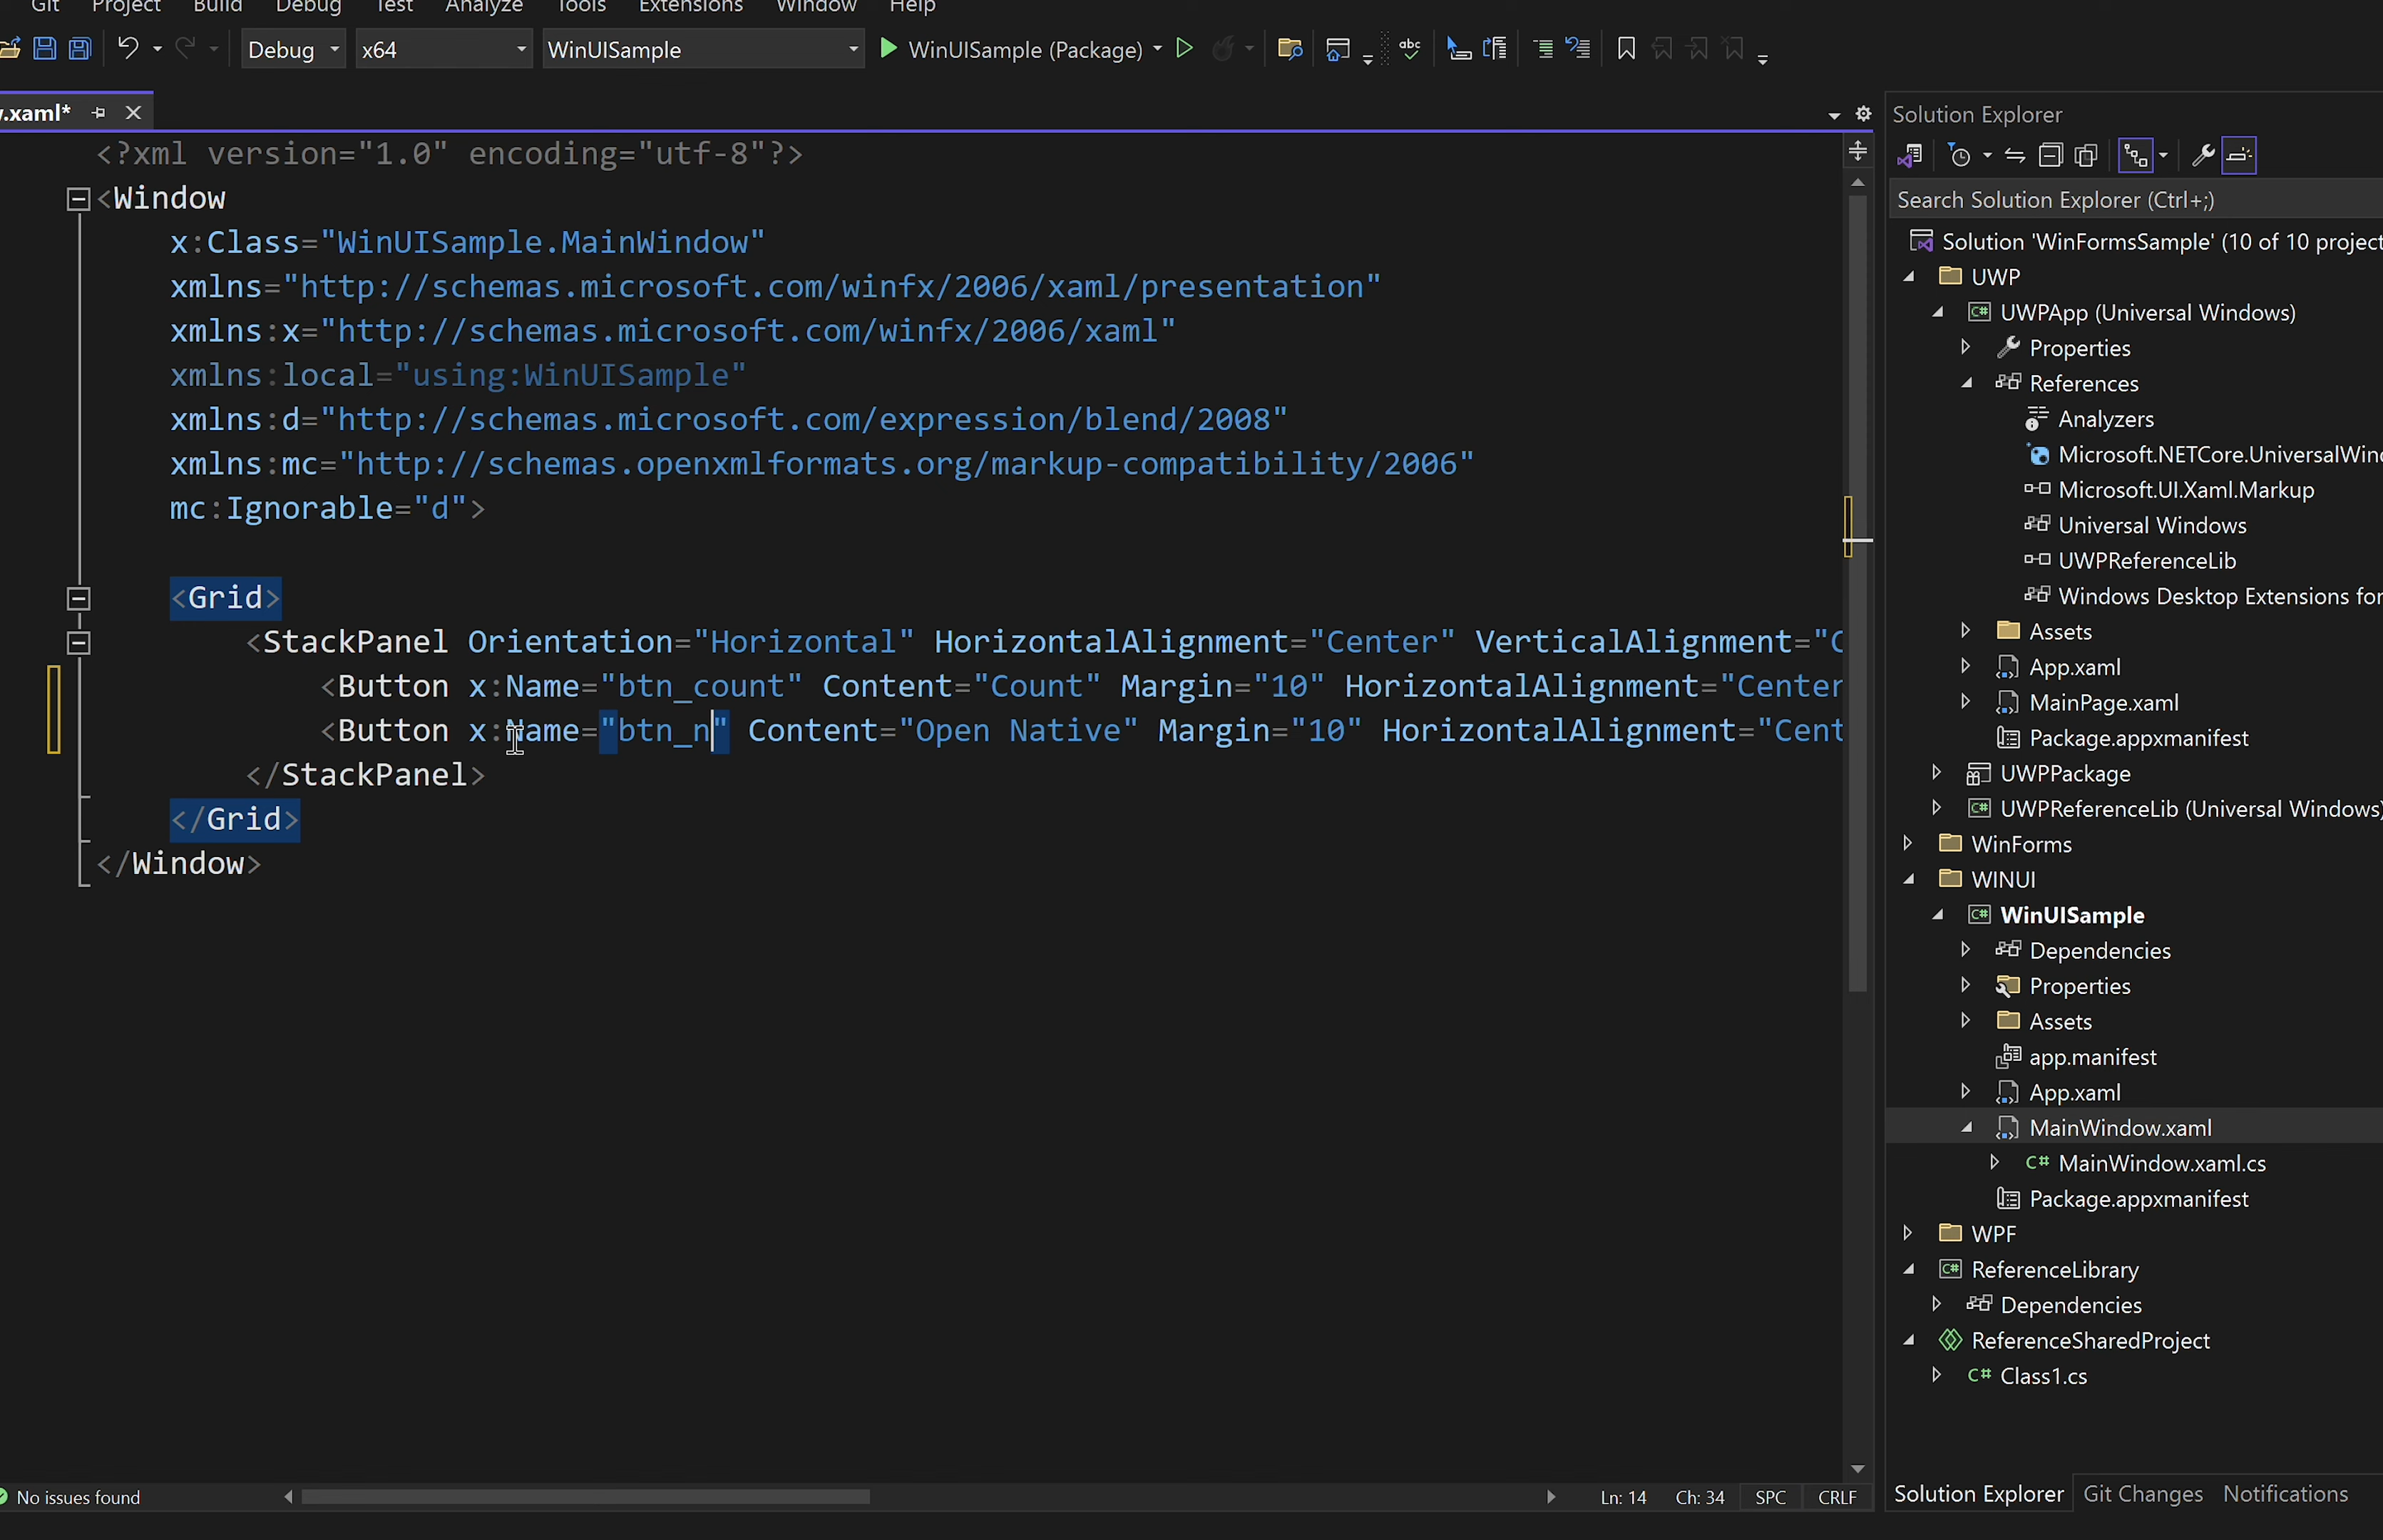 Git Project Build Debug Test Analyze Tools Extensions Window Help
Debug x64 WinUISample WinUISample (Package)
.xaml*
<?xml version="1.0" encoding="utf-8"?>
<Window
x:Class="WinUISample.MainWindow"
xmlns="http://schemas.microsoft.com/winfx/2006/xaml/presentation"
xmlns:x="http://schemas.microsoft.com/winfx/2006/xaml"
xmlns:local="using:WinUISample"
xmlns:d="http://schemas.microsoft.com/expression/blend/2008"
xmlns:mc="http://schemas.openxmlformats.org/markup-compatibility/2006"
mc:Ignorable="d">
<Grid>
<StackPanel Orientation="Horizontal" HorizontalAlignment="Center" VerticalAlignment="C
<Button x:Name="btn_count" Content="Count" Margin="10" HorizontalAlignment="Center
<Button x:Name="btn_n" Content="Open Native" Margin="10" HorizontalAlignment="Cent
</StackPanel>
</Grid>
</Window>
No issues found
Ln: 14 Ch: 34 SPC CRLF
Solution Explorer
Search Solution Explorer (Ctrl+;)
Solution 'WinFormsSample' (10 of 10 project
UWP
C# UWPApp (Universal Windows)
Properties
References
Analyzers
Microsoft.NETCore.UniversalWin
Microsoft.UI.Xaml.Markup
Universal Windows
UWPReferenceLib
Windows Desktop Extensions for
Assets
App.xaml
MainPage.xaml
Package.appxmanifest
UWPPackage
C# UWPReferenceLib (Universal Windows)
WinForms
WINUI
C# WinUISample
Dependencies
Properties
Assets
app.manifest
App.xaml
MainWindow.xaml
C# MainWindow.xaml.cs
Package.appxmanifest
WPF
C# ReferenceLibrary
Dependencies
ReferenceSharedProject
C# Class1.cs
Solution Explorer Git Changes Notifications